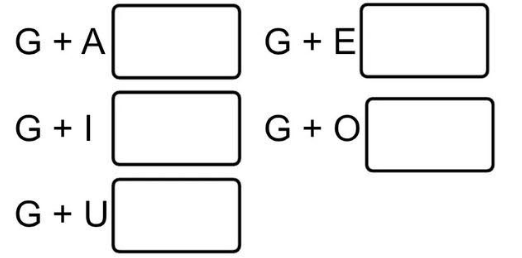 G + A G + E
G + I G + O
G + U